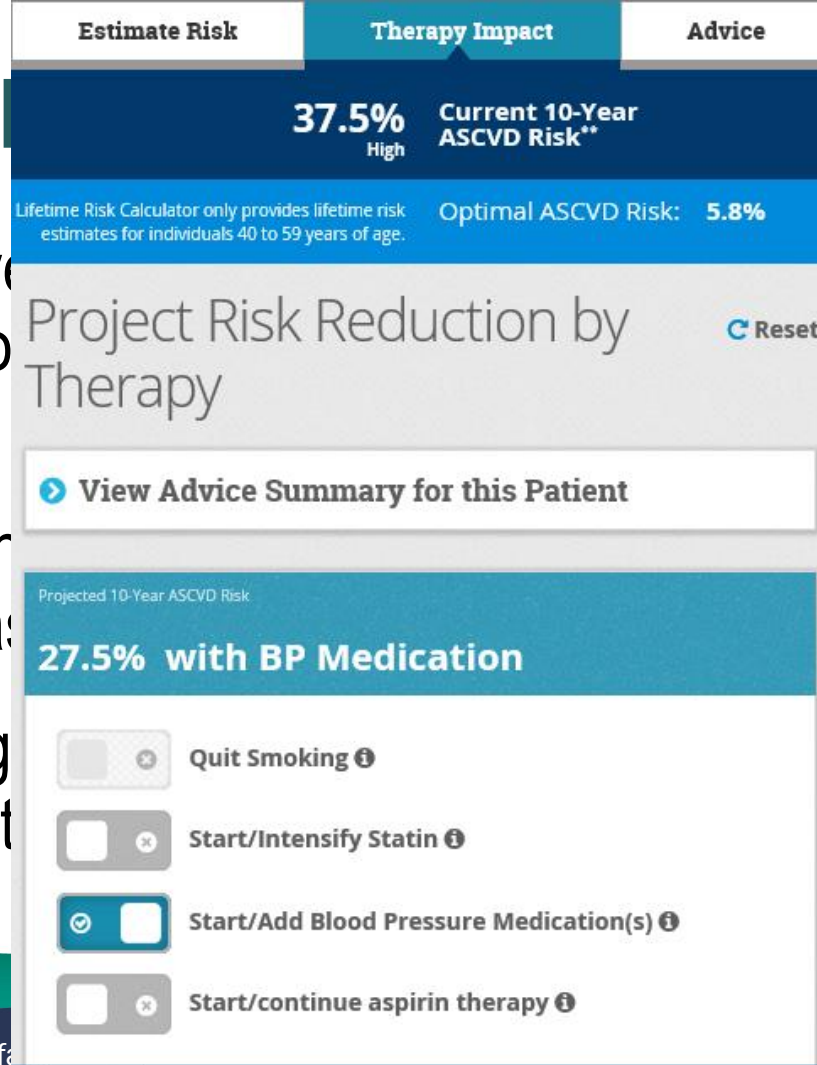 Estimate Risk
Therapy Impact
Advice
37.5%
High
Current 10-Year
ASCVD Risk**
Lifetime Risk Calculator only provides lifetime risk
estimates for individuals 40 to 59 years of age.
Optimal ASCVD Risk: 5.8%
Project Risk Reduction by
Therapy
Reset
View Advice Summary for this Patient
Projected 10-Year ASCVD Risk
27.5% with BP Medication
Quit Smoking
Start/Intensify Statin
Start/Add Blood Pressure Medication(s)
Start/continue aspirin therapy